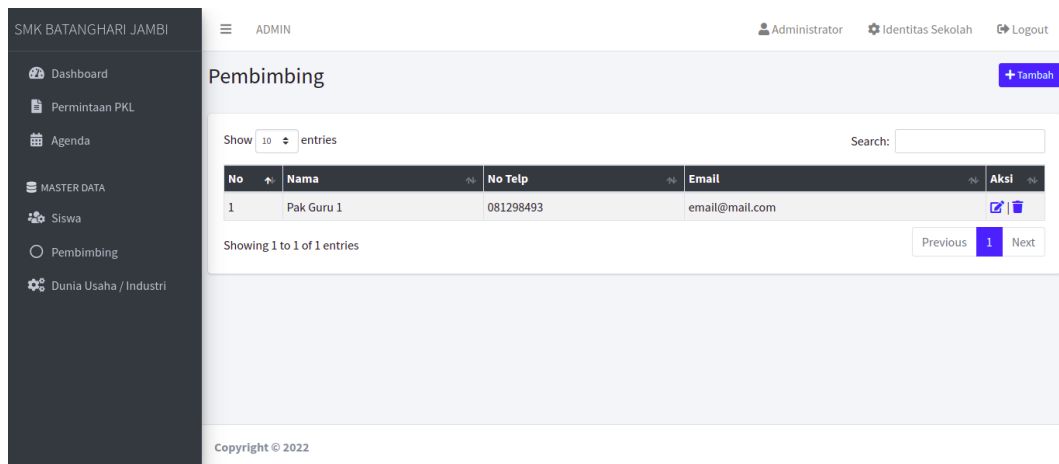 SMK BATANGHARI JAMBI
ADMIN
Administrator
Identitas Sekolah
Logout
Dashboard
Permintaan PKL
Agenda
MASTER DATA
Siswa
Pembimbing
Dunia Usaha / Industri
Pembimbing
Tambah
Show 10 entries
Search:
No Nama No Telp Email Aksi
1 Pak Guru 1 081298493 email@mail.com |
Showing 1 to 1 of 1 entries
Previous 1 Next
Copyright © 2022